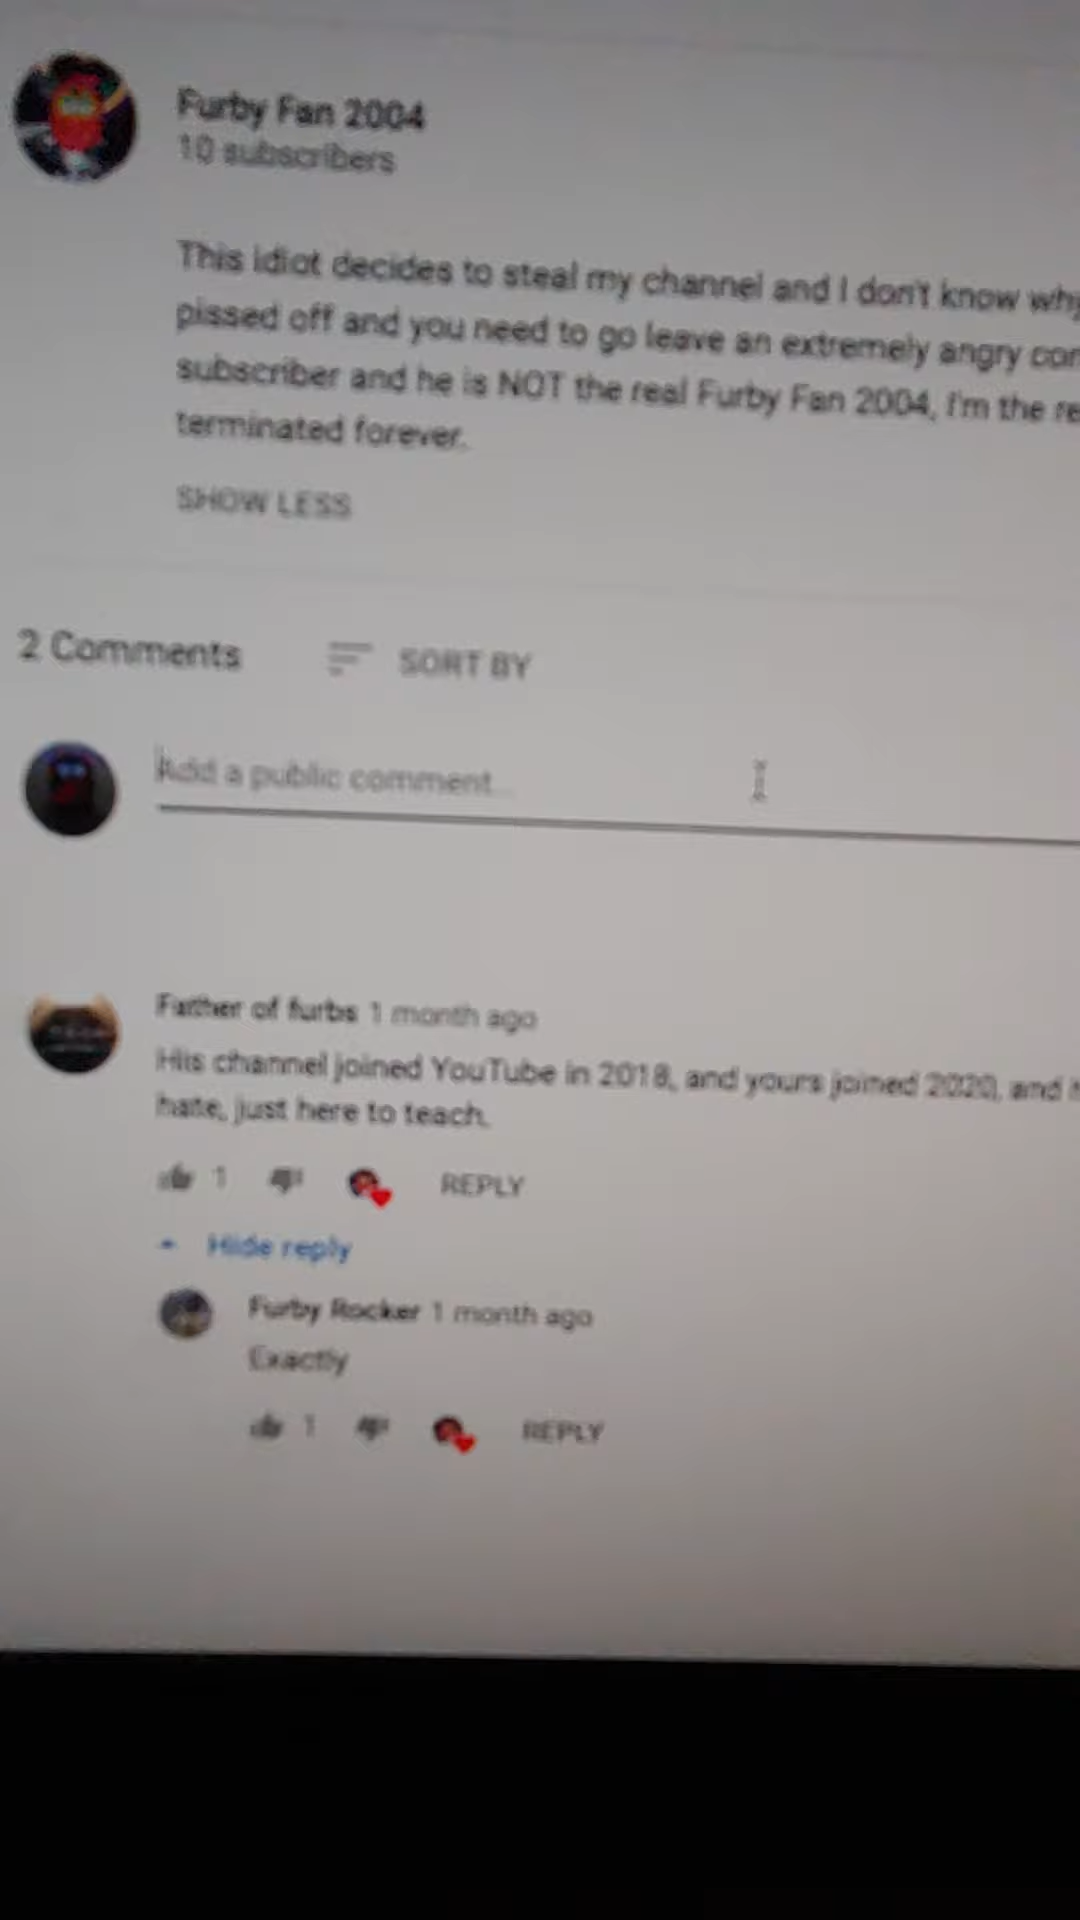 Furby Fan 2004
10 subscribers
This idiot decides to steal my channel and I don't know why
pissed off and you need to go leave an extremely angry
subscriber and he is NOT the real Furby Fan 2004, I'm the
terminated forever.
SHOW LESS
2 Comments SORT BY
Add a public comment...
Father of furbs 1 month ago
His channel joined YouTube in 2018, and yours joined 2020, and
hate, just here to teach.
1 REPLY
Hide reply
Furby Rocker 1 month ago
Exactly
1 REPLY